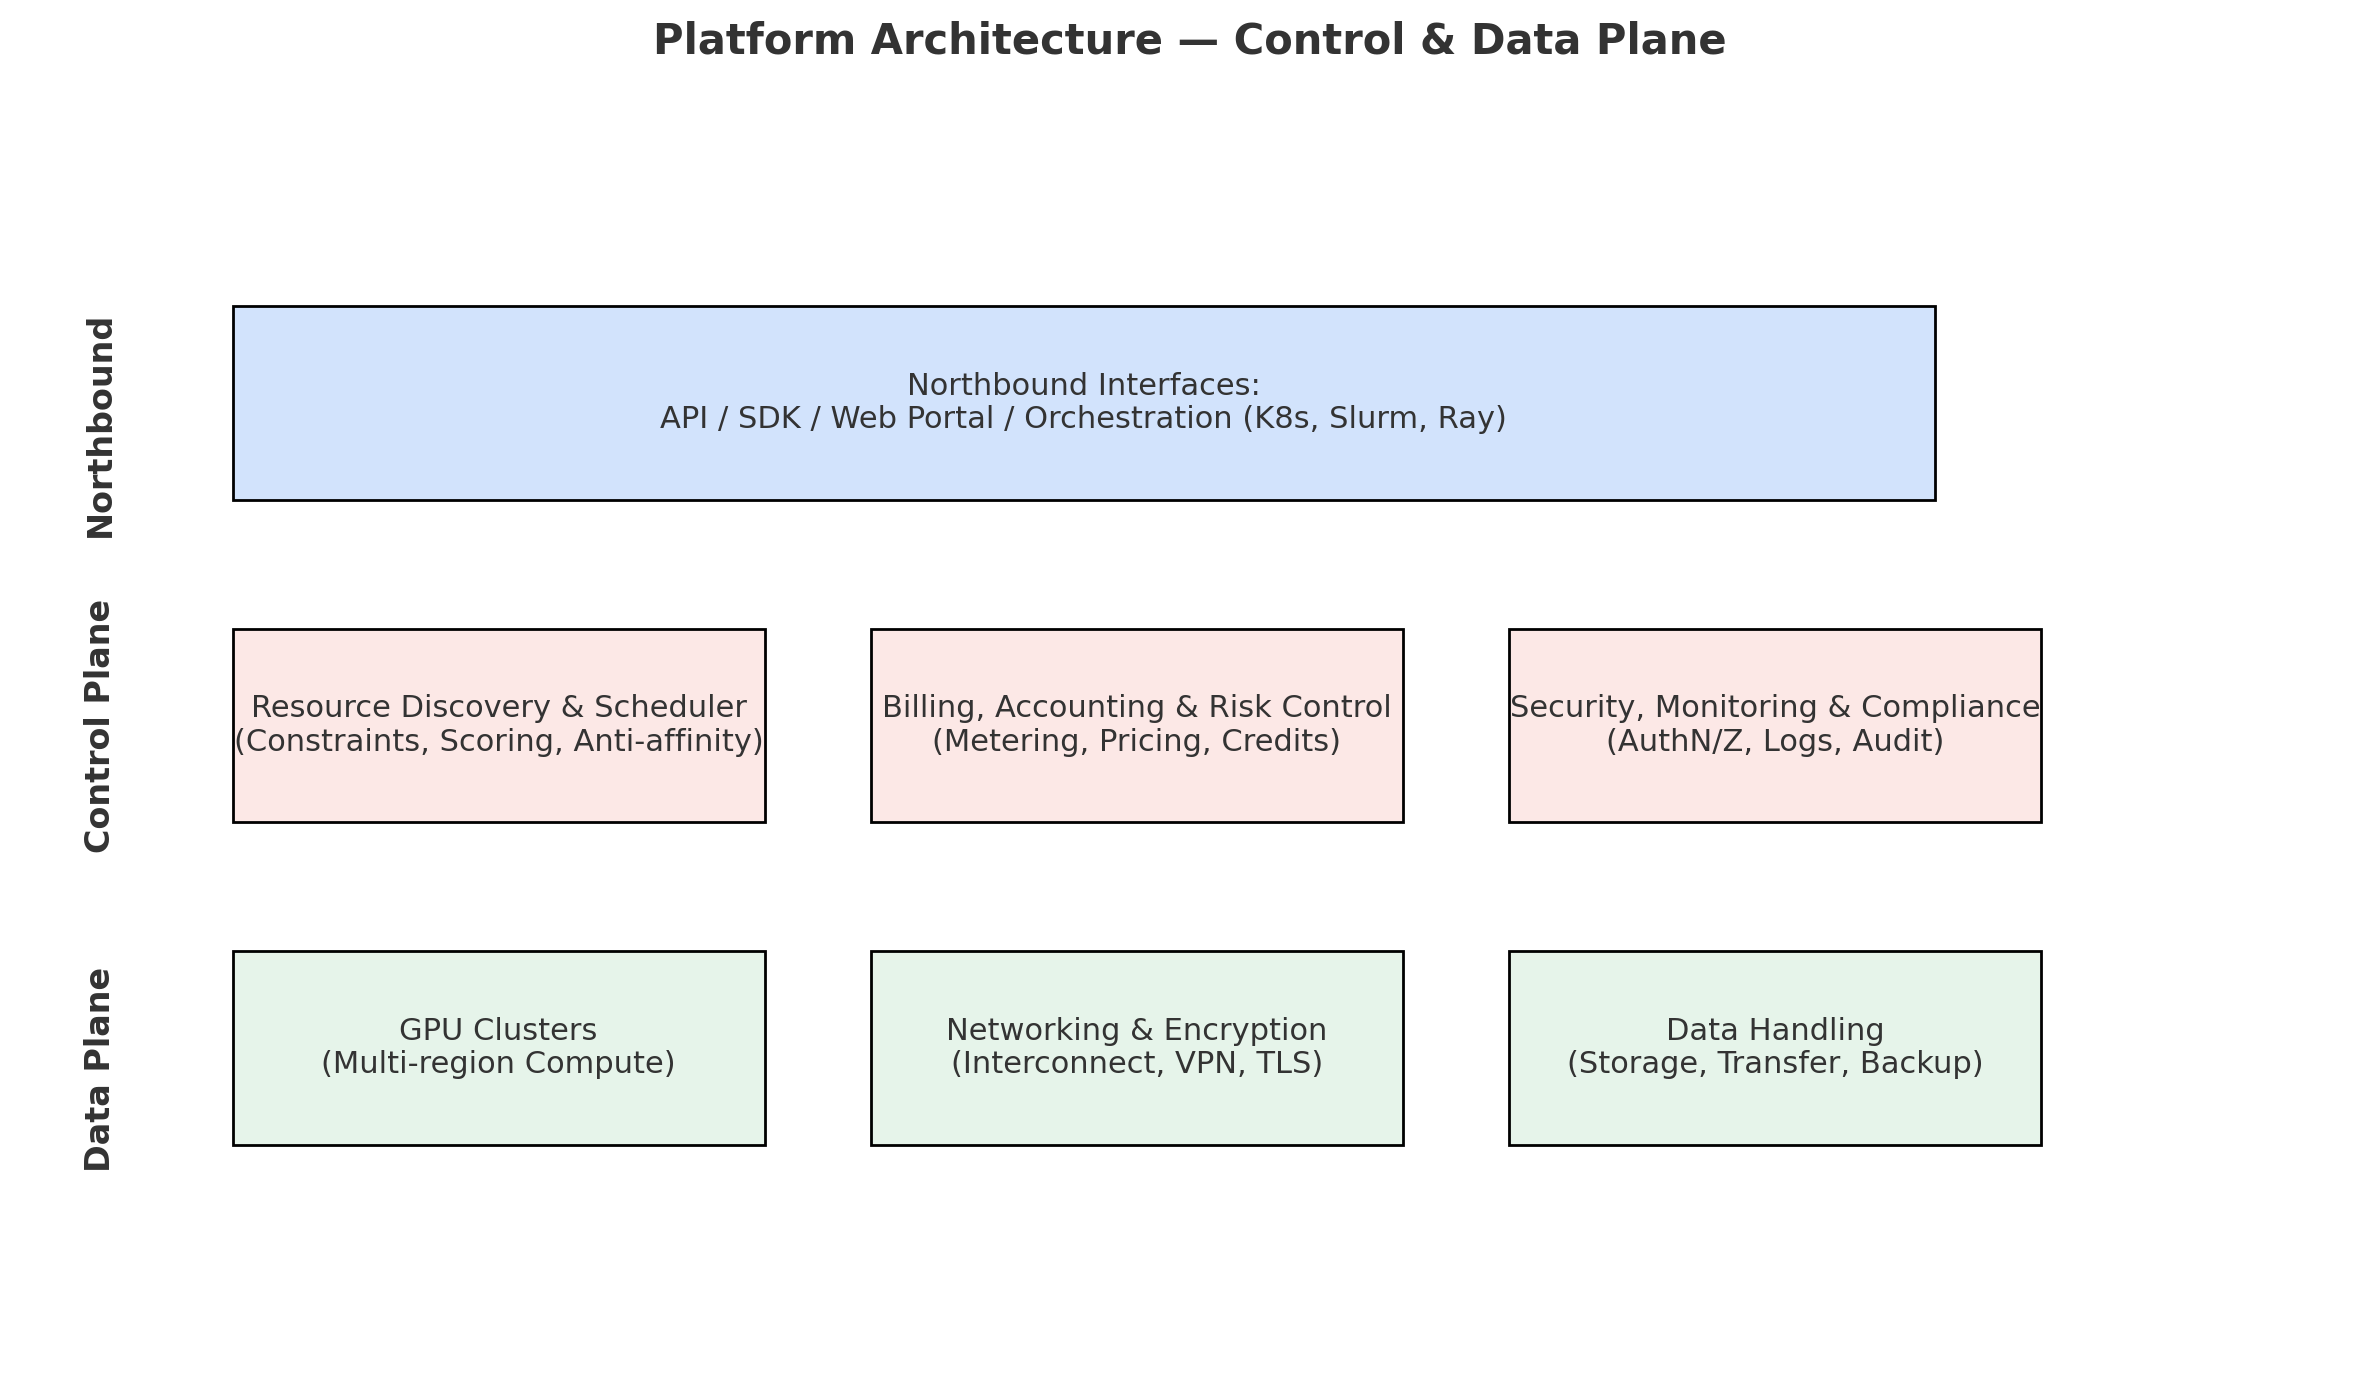 Platform Architecture — Control & Data Plane
Northbound
Northbound Interfaces:
API / SDK / Web Portal / Orchestration (K8s, Slurm, Ray)
Control Plane
Resource Discovery & Scheduler
(Constraints, Scoring, Anti-affinity)
Billing, Accounting & Risk Control
(Metering, Pricing, Credits)
Security, Monitoring & Compliance
(AuthN/Z, Logs, Audit)
Data Plane
GPU Clusters
(Multi-region Compute)
Networking & Encryption
(Interconnect, VPN, TLS)
Data Handling
(Storage, Transfer, Backup)